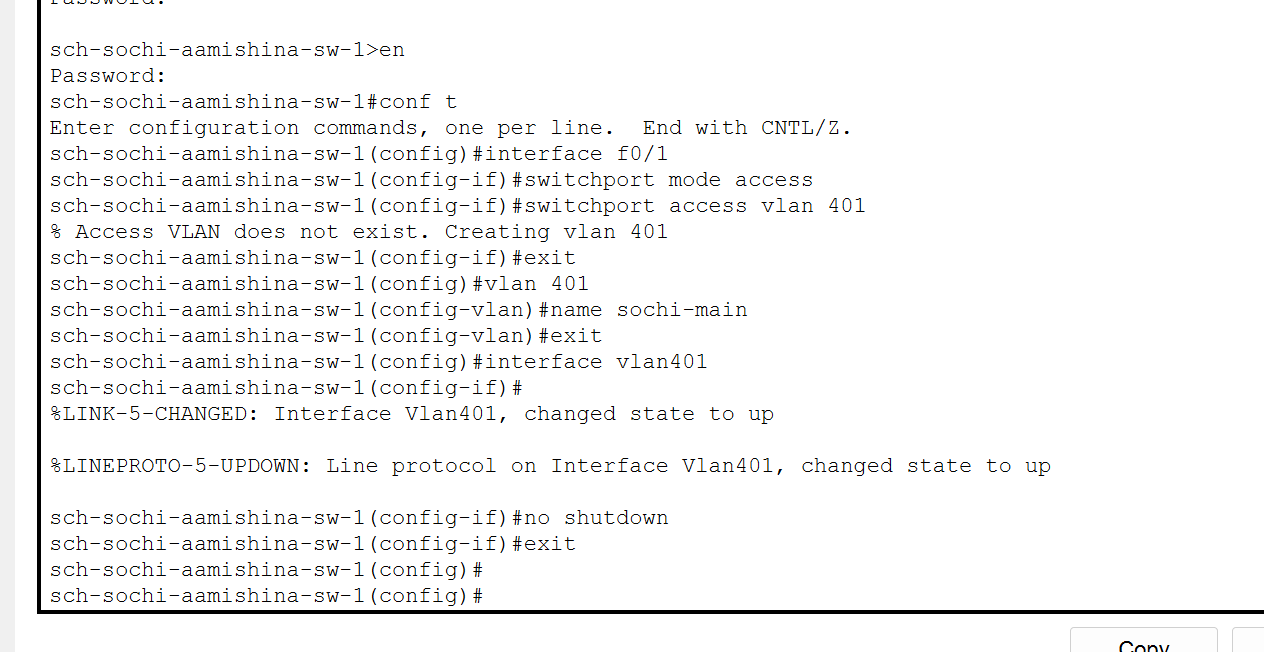 Password:
sch-sochi-aamishina-sw-1>en
Password:
sch-sochi-aamishina-sw-1#conf t
Enter configuration commands, one per line.  End with CNTL/Z.
sch-sochi-aamishina-sw-1(config)#interface f0/1
sch-sochi-aamishina-sw-1(config-if)#switchport mode access
sch-sochi-aamishina-sw-1(config-if)#switchport access vlan 401
% Access VLAN does not exist. Creating vlan 401
sch-sochi-aamishina-sw-1(config-if)#exit
sch-sochi-aamishina-sw-1(config)#vlan 401
sch-sochi-aamishina-sw-1(config-vlan)#name sochi-main
sch-sochi-aamishina-sw-1(config-vlan)#exit
sch-sochi-aamishina-sw-1(config)#interface vlan401
sch-sochi-aamishina-sw-1(config-if)#
%LINK-5-CHANGED: Interface Vlan401, changed state to up
%LINEPROTO-5-UPDOWN: Line protocol on Interface Vlan401, changed state to up
sch-sochi-aamishina-sw-1(config-if)#no shutdown
sch-sochi-aamishina-sw-1(config-if)#exit
sch-sochi-aamishina-sw-1(config)#
sch-sochi-aamishina-sw-1(config)#
Copy